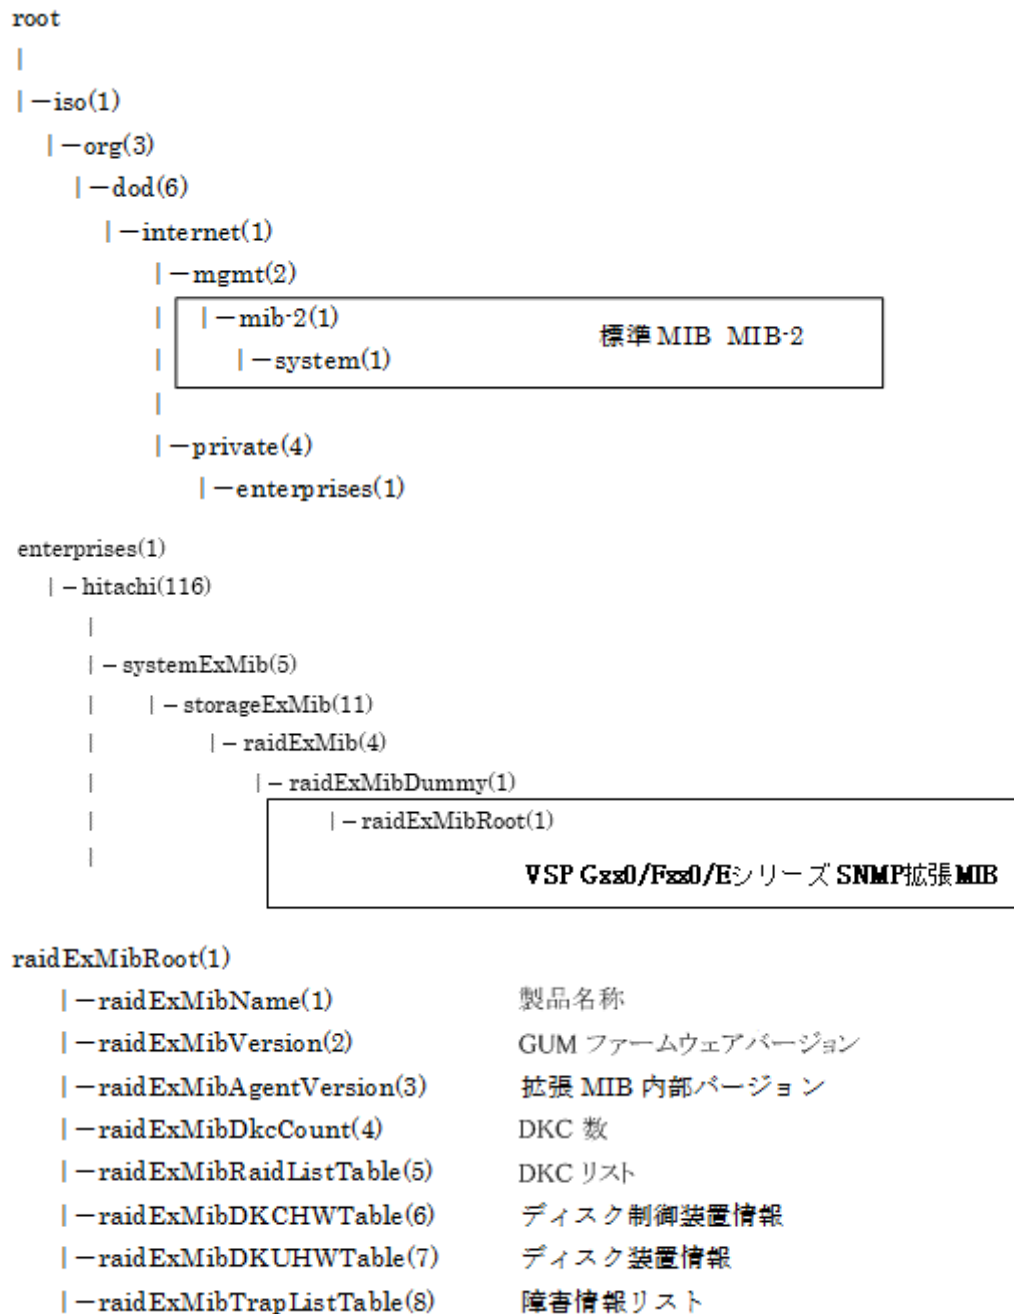 root
|
|－iso(1)
|－org(3)
|－dod(6)
|－internet(1)
|－mgmt(2)
| |－mib-2(1) 標準 MIB MIB-2
| |－system(1)
|
|－private(4)
|－enterprises(1)
enterprises(1)
| – hitachi(116)
|
| – systemExMib(5)
| | – storageExMib(11)
| | – raidExMib(4)
| | – raidExMibDummy(1)
| | – raidExMibRoot(1)
| VSP Gxx0/Fxx0/Eシリーズ SNMP拡張MIB
raidExMibRoot(1)
|－raidExMibName(1) 製品名称
|－raidExMibVersion(2) GUM ファームウェアバージョン
|－raidExMibAgentVersion(3) 拡張 MIB 内部バージョン
|－raidExMibDkcCount(4) DKC 数
|－raidExMibRaidListTable(5) DKC リスト
|－raidExMibDKCHWTable(6) ディスク制御装置情報
|－raidExMibDKUHWTable(7) ディスク装置情報
|－raidExMibTrapListTable(8) 障害情報リスト